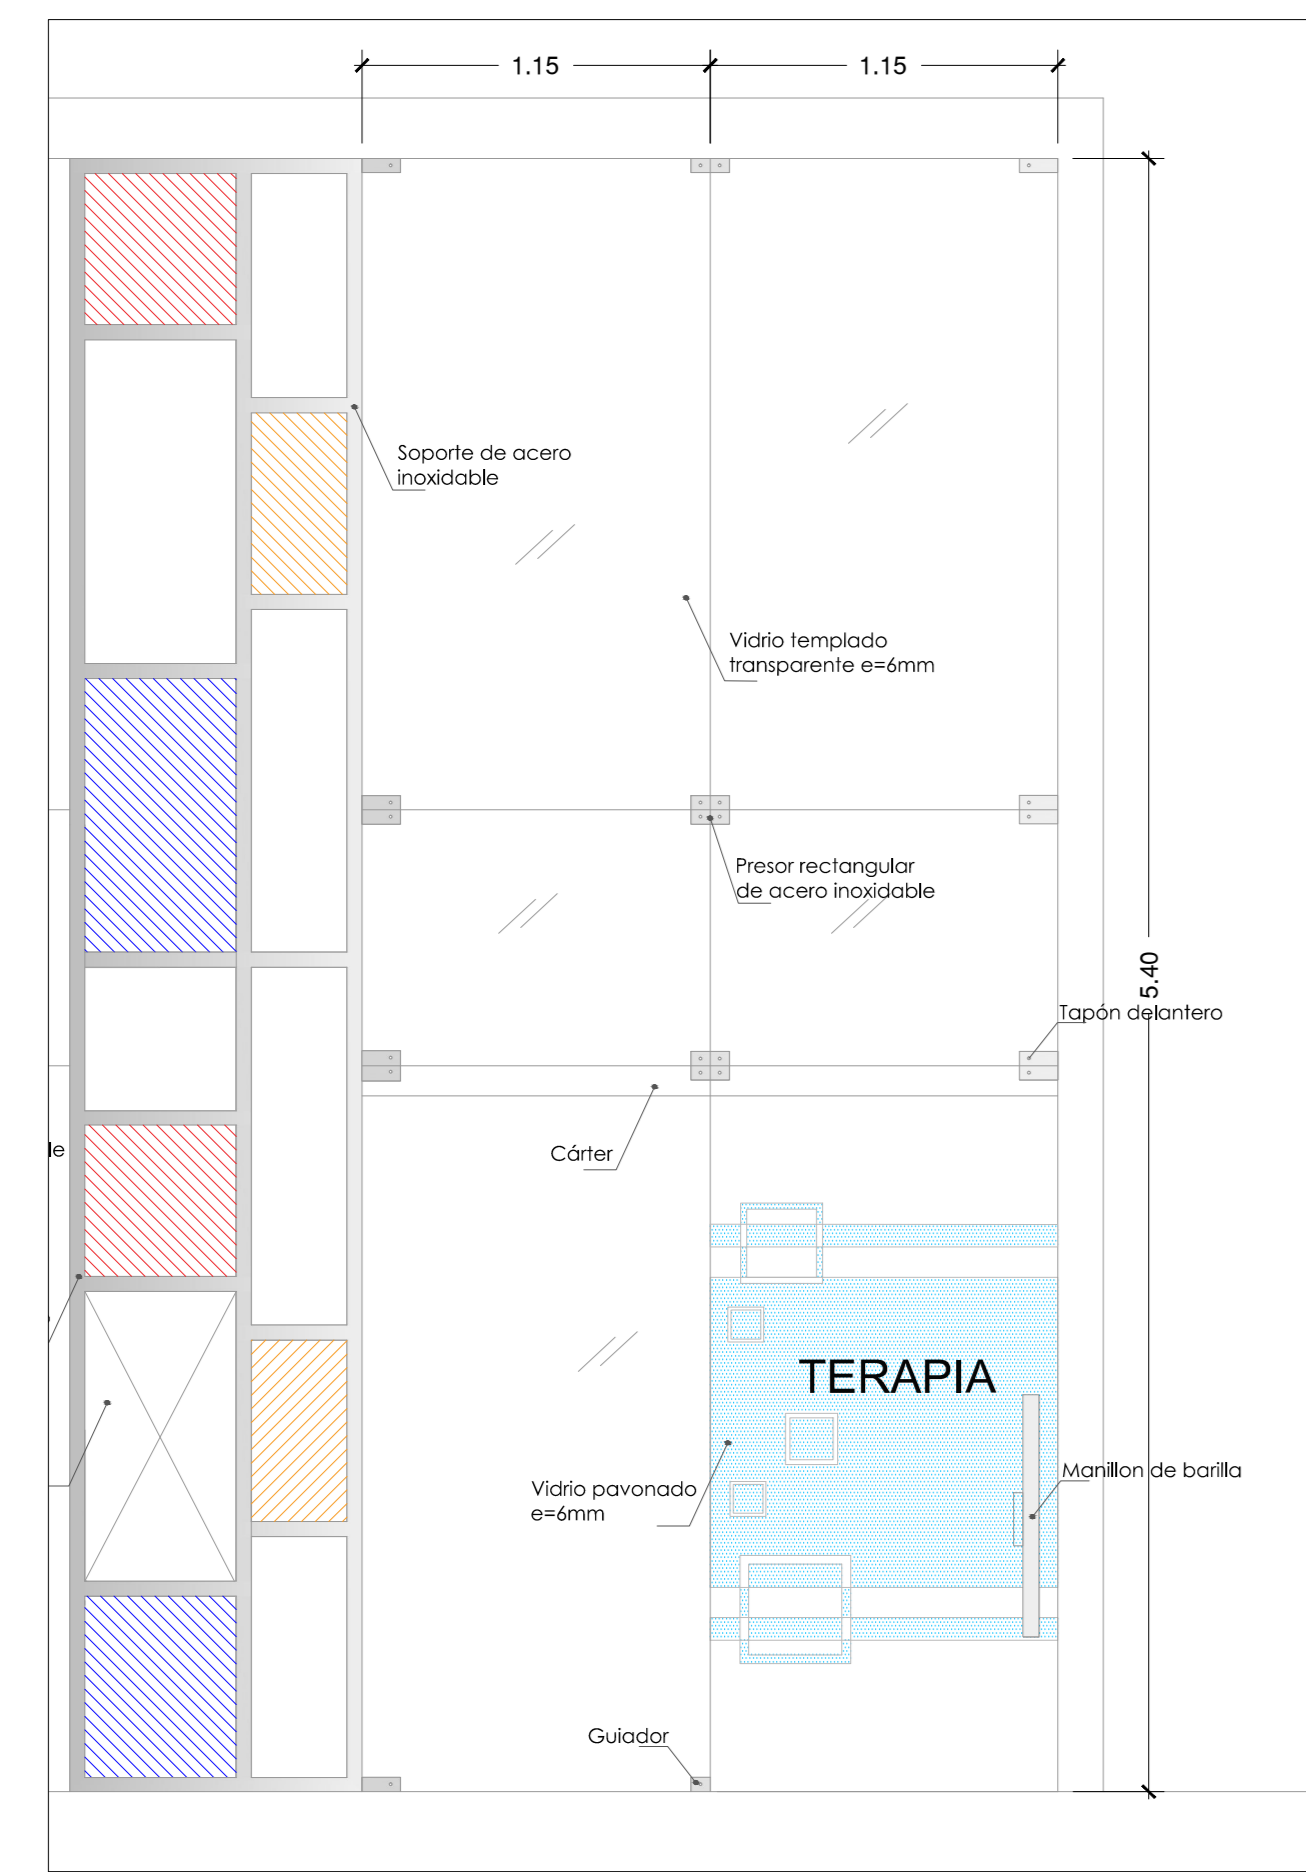 1.15
1.15
Soporte de acero
inoxidable
Vidrio templado
transparente e=6mm
Presor rectangular
de acero inoxidable
5.40
Tapón delantero
Cárter
le
TERAPIA
Manillon de barilla
Vidrio pavonado
e=6mm
Guiador